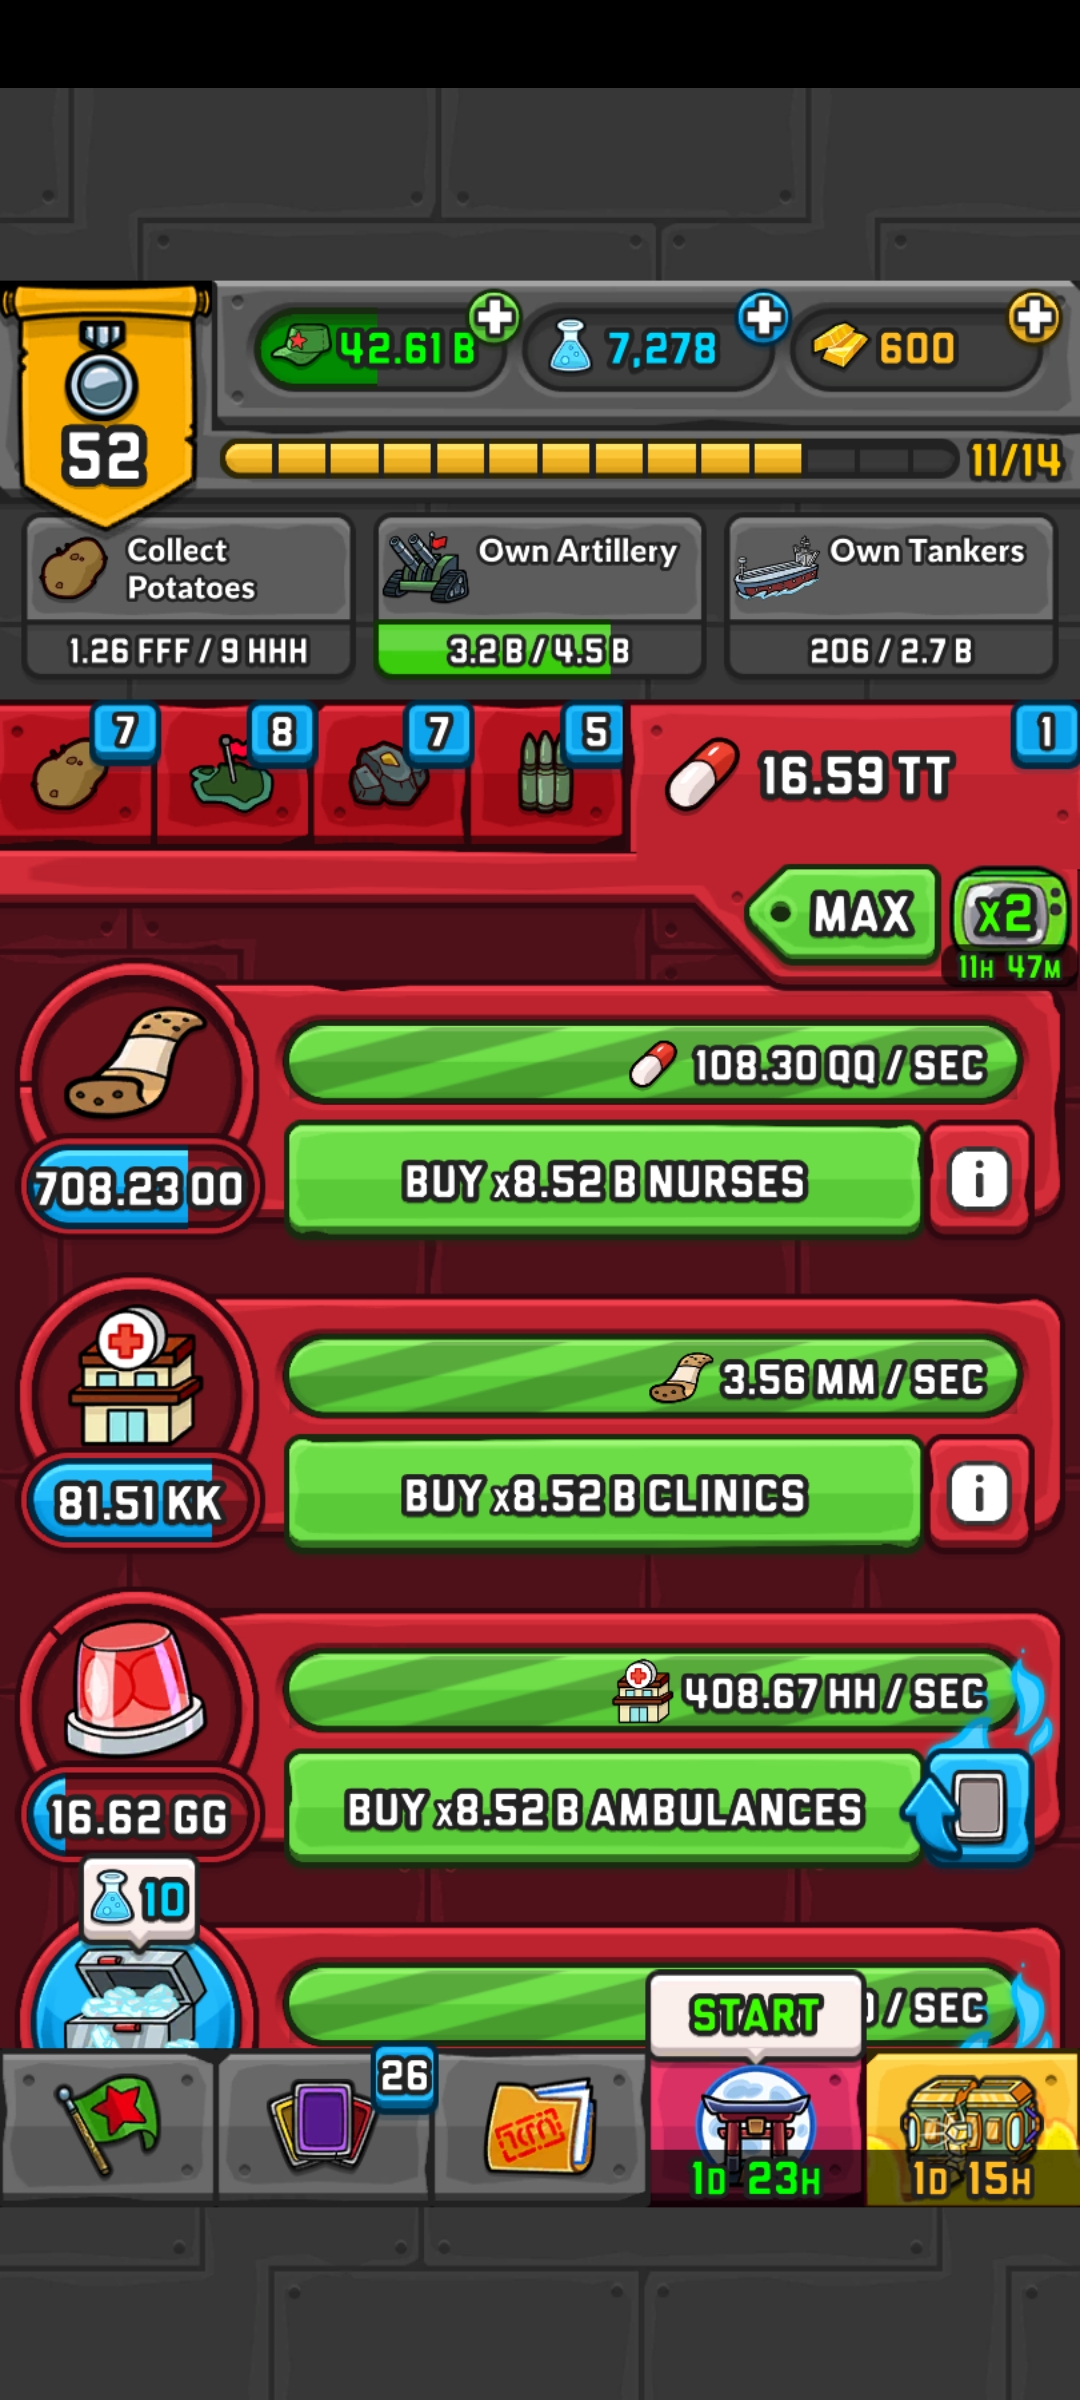 42.61 B
7,278
600
52
11/14
Collect
Potatoes
Own Artillery
Own Tankers
1.26 FFF / 9 HHH
3.2 B / 4.5 B
206 / 2.7 B
7
8
7
5
16.59 TT
1
MAX
x2
11H 47M
108.30 QQ / SEC
708.23 OO
BUY x8.52 B NURSES
i
3.56 MM / SEC
81.51 KK
BUY x8.52 B CLINICS
i
408.67 HH / SEC
16.62 GG
BUY x8.52 B AMBULANCES
10
START
/ SEC
26
1D 23H
1D 15H